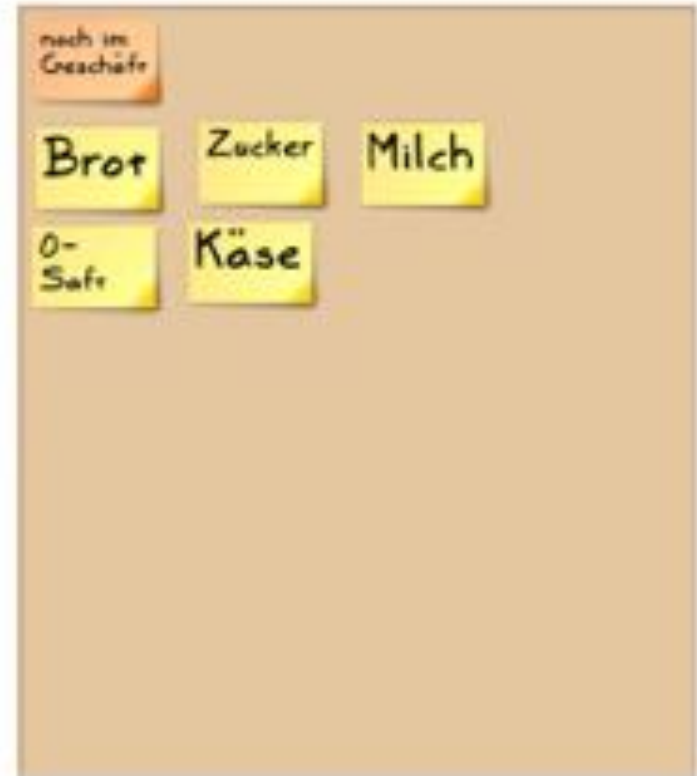 noch im
Geschäft
Brot
Zucker
Milch
O-
Saft
Käse